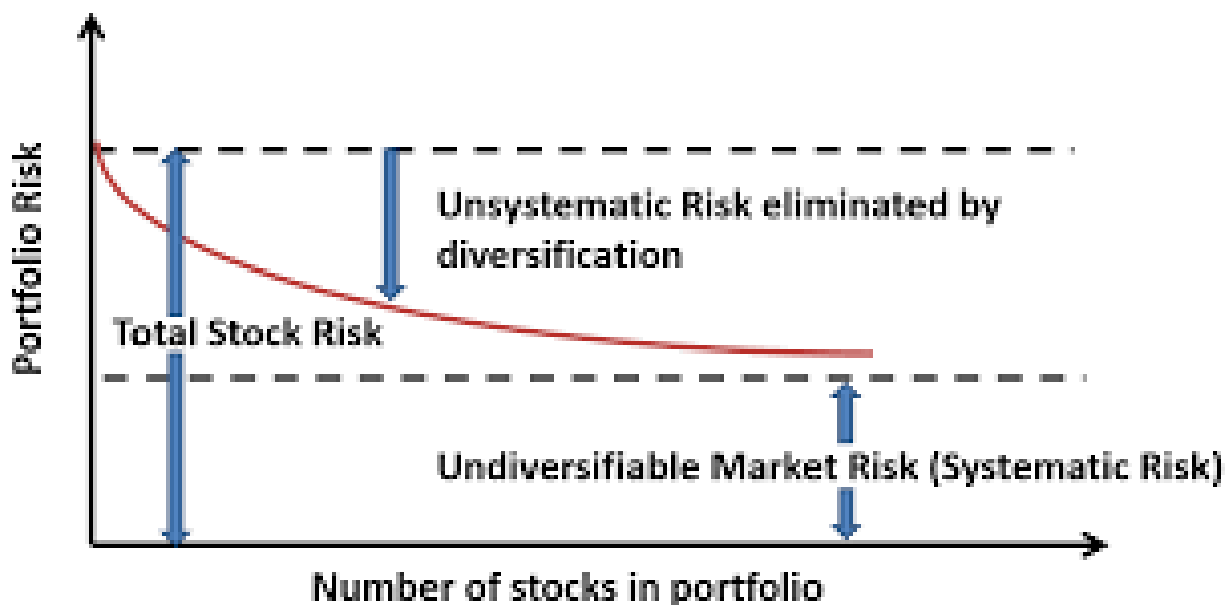 Portfolio Risk
Unsystematic Risk eliminated by
diversification
Total Stock Risk
Undiversifiable Market Risk (Systematic Risk)
Number of stocks in portfolio